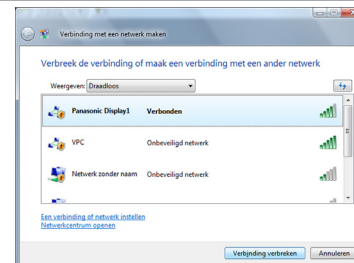 Verbinding met een netwerk maken
Verbreek de verbinding of maak een verbinding met een ander netwerk
Weergeven: Draadloos
Panasonic Display1 Verbonden
VPC Onbeveiligd netwerk
Netwerk zonder naam Onbeveiligd netwerk
Een verbinding of netwerk instellen
Netwerkcentrum openen
Verbinding verbreken Annuleren